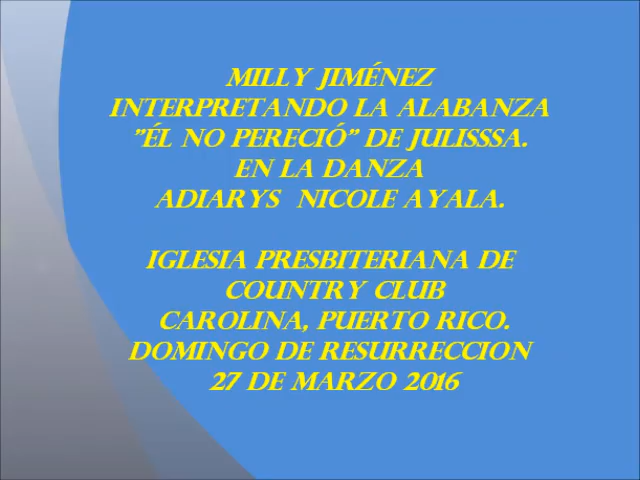 MILLY JIMÉNEZ
INTERPRETANDO LA ALABANZA
"ÉL NO PERECIÓ" DE JULISSSA.
EN LA DANZA
ADIARYS NICOLE AYALA.
IGLESIA PRESBITERIANA DE
COUNTRY CLUB
CAROLINA, PUERTO RICO.
DOMINGO DE RESURRECCION
27 DE MARZO 2016